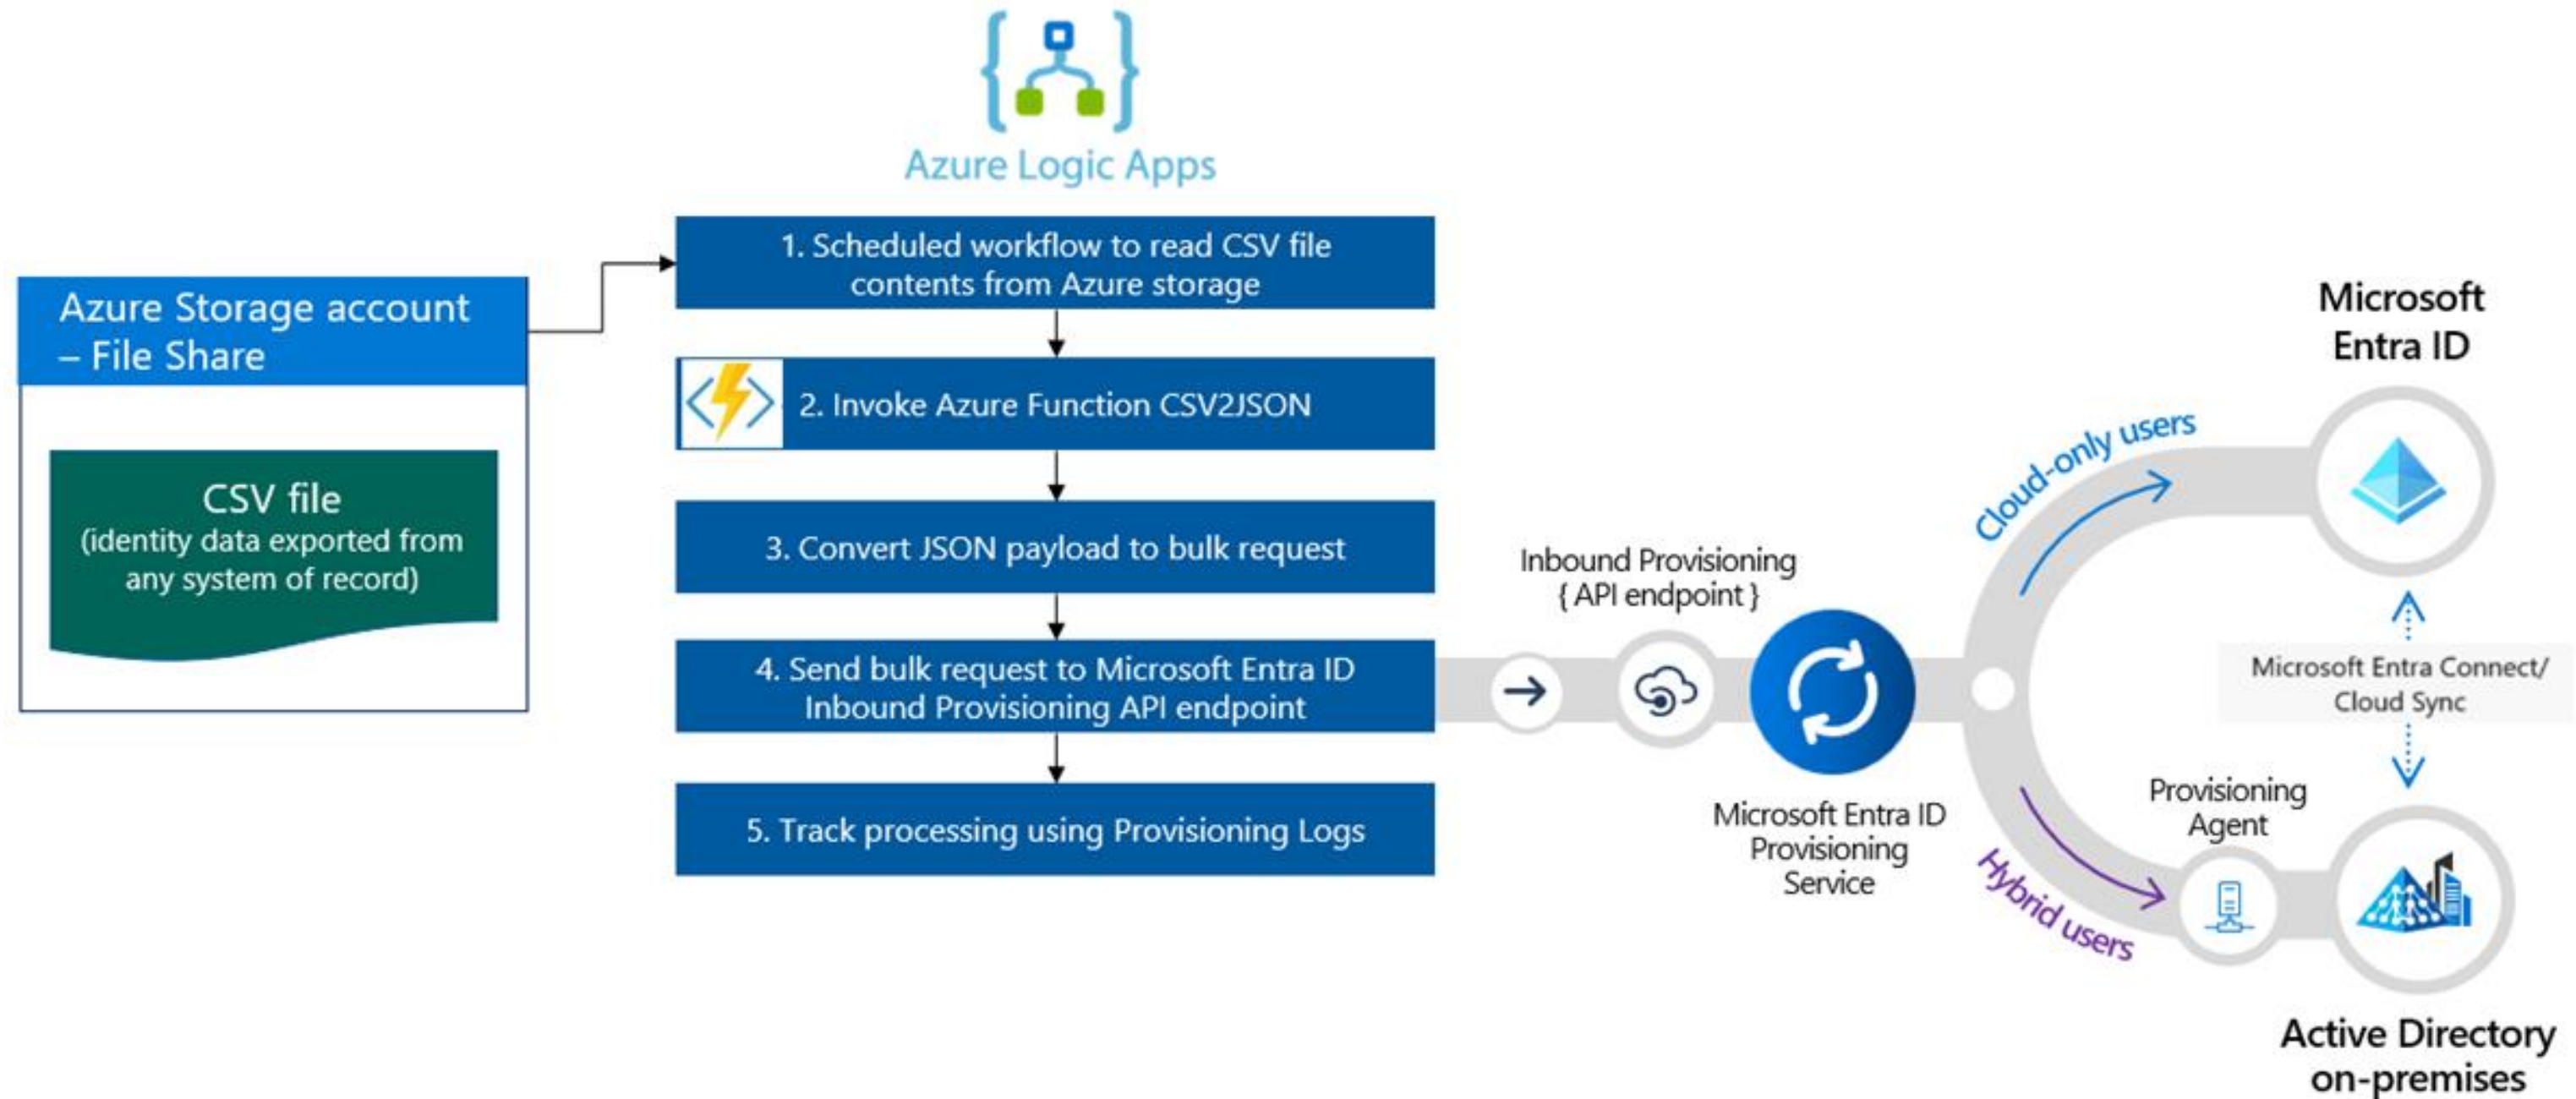 Azure Logic Apps
Azure Storage account
– File Share
CSV file
(identity data exported from
any system of record)
1. Scheduled workflow to read CSV file
contents from Azure storage
2. Invoke Azure Function CSV2JSON
3. Convert JSON payload to bulk request
4. Send bulk request to Microsoft Entra ID
Inbound Provisioning API endpoint
5. Track processing using Provisioning Logs
Inbound Provisioning
{ API endpoint }
Microsoft Entra ID
Provisioning
Service
Cloud-only users
Hybrid users
Microsoft
Entra ID
Microsoft Entra Connect/
Cloud Sync
Provisioning
Agent
Active Directory
on-premises